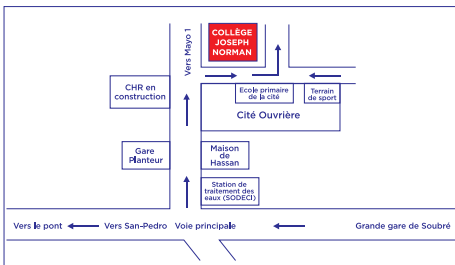 Vers Mayo 1
COLLÈGE
JOSEPH
NORMAN
CHR en
construction
Ecole primaire
de la cité
Terrain
de sport
Cité Ouvrière
Gare
Planteur
Maison
de
Hassan
Station de
traitement des
eaux (SODECI)
Vers le pont
Vers San-Pedro
Voie principale
Grande gare de Soubré